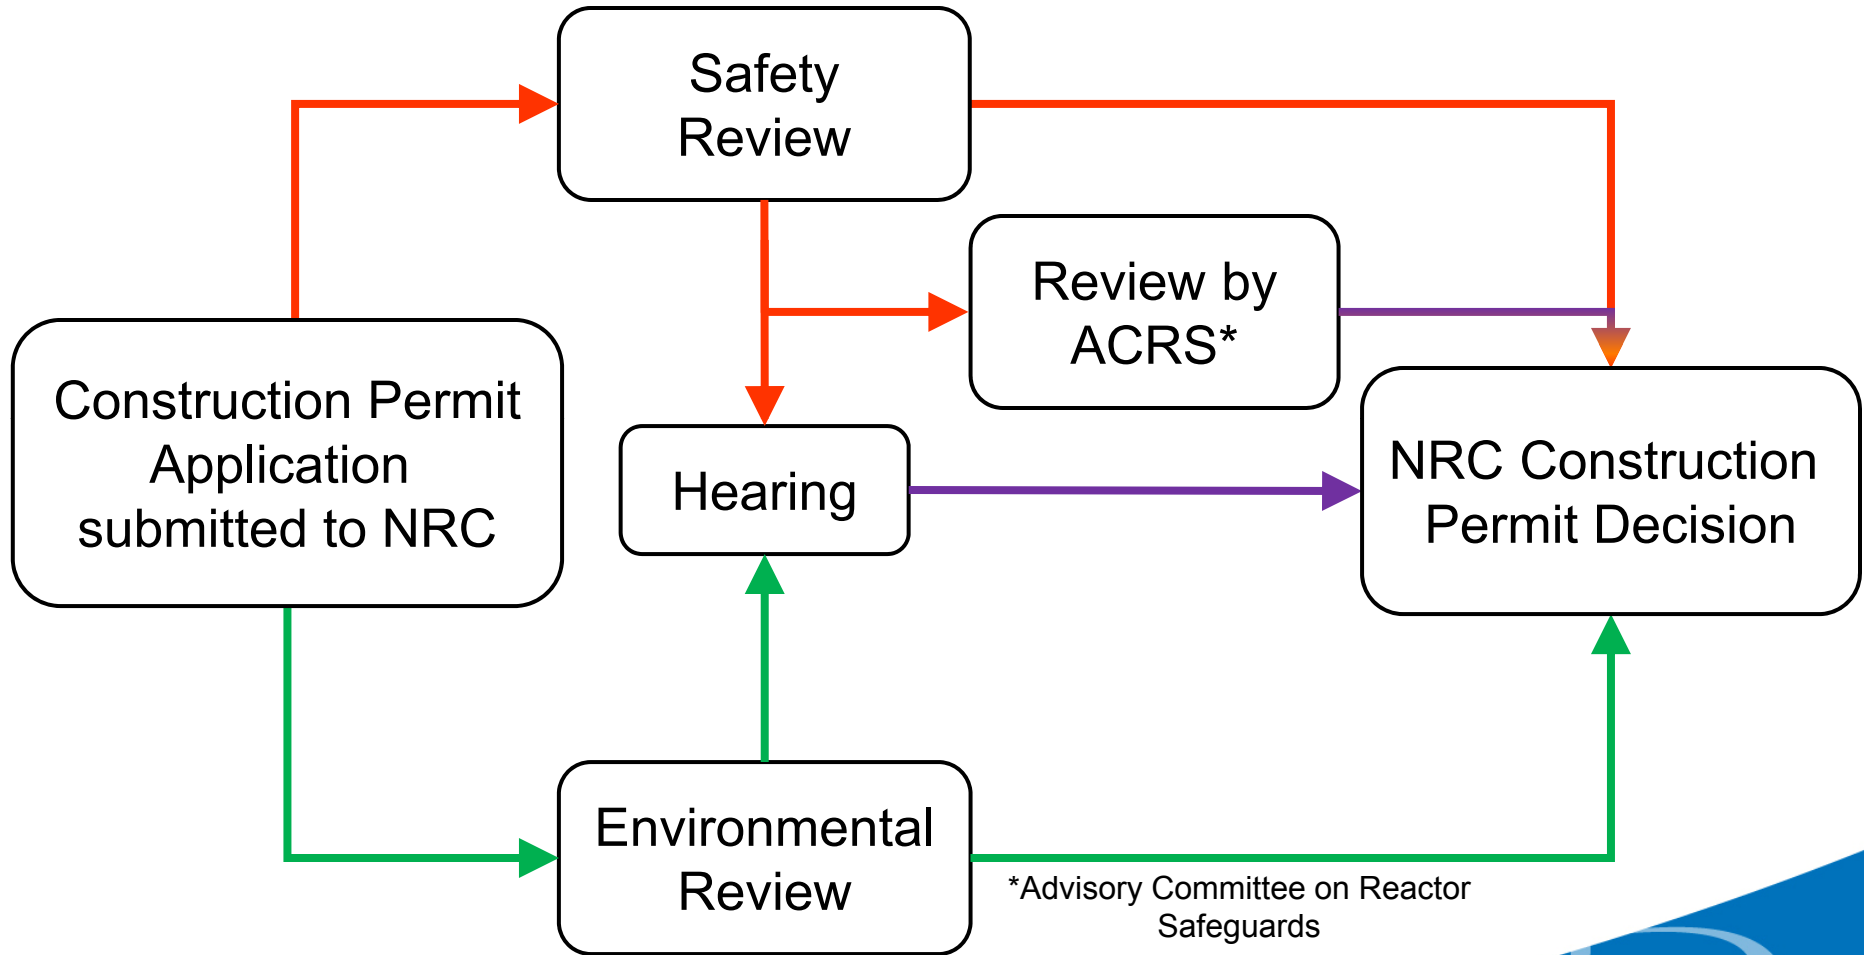 Safety
Review
Review by
ACRS*
Construction Permit
Application
submitted to NRC
Hearing
NRC Construction
Permit Decision
Environmental
Review
*Advisory Committee on Reactor
Safeguards